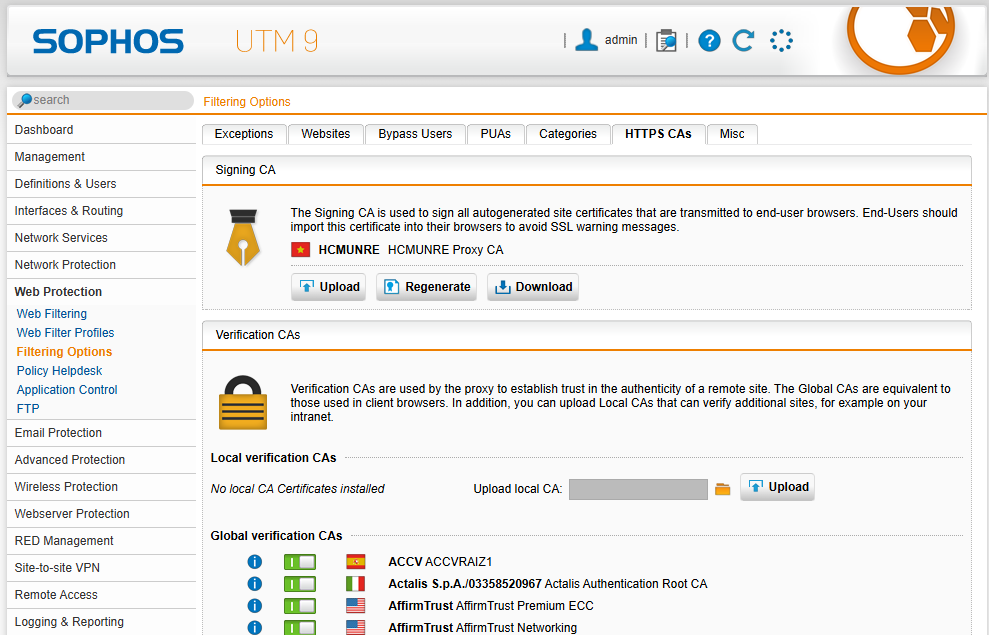 SOPHOS UTM 9 | admin | | ?
search
Filtering Options
Dashboard
Management
Definitions & Users
Interfaces & Routing
Network Services
Network Protection
Web Protection
Web Filtering
Web Filter Profiles
Filtering Options
Policy Helpdesk
Application Control
FTP
Email Protection
Advanced Protection
Wireless Protection
Webserver Protection
RED Management
Site-to-site VPN
Remote Access
Logging & Reporting
Exceptions Websites Bypass Users PUAs Categories HTTPS CAs Misc
Signing CA
The Signing CA is used to sign all autogenerated site certificates that are transmitted to end-user browsers. End-Users should
import this certificate into their browsers to avoid SSL warning messages.
HCMUNRE HCMUNRE Proxy CA
Upload Regenerate Download
Verification CAs
Verification CAs are used by the proxy to establish trust in the authenticity of a remote site. The Global CAs are equivalent to
those used in client browsers. In addition, you can upload Local CAs that can verify additional sites, for example on your
intranet.
Local verification CAs
No local CA Certificates installed Upload local CA: Upload
Global verification CAs
i ACCV ACCVRAIZ1
i Actalis S.p.A./03358520967 Actalis Authentication Root CA
i AffirmTrust AffirmTrust Premium ECC
i AffirmTrust AffirmTrust Networking